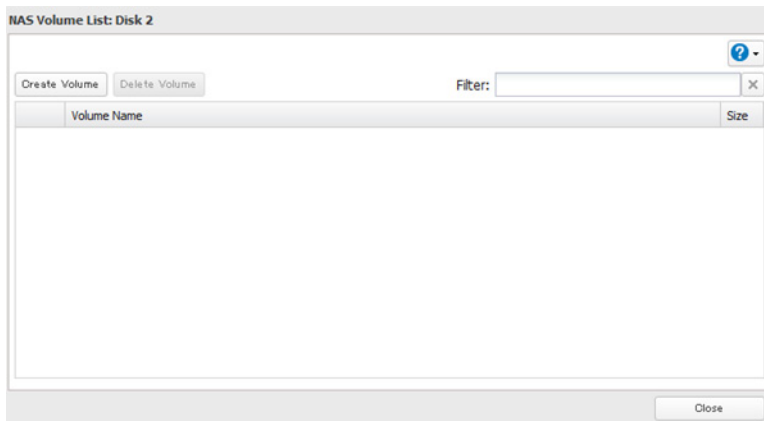 NAS Volume List: Disk 2
?
Create Volume Delete Volume Filter:
Volume Name Size
Close